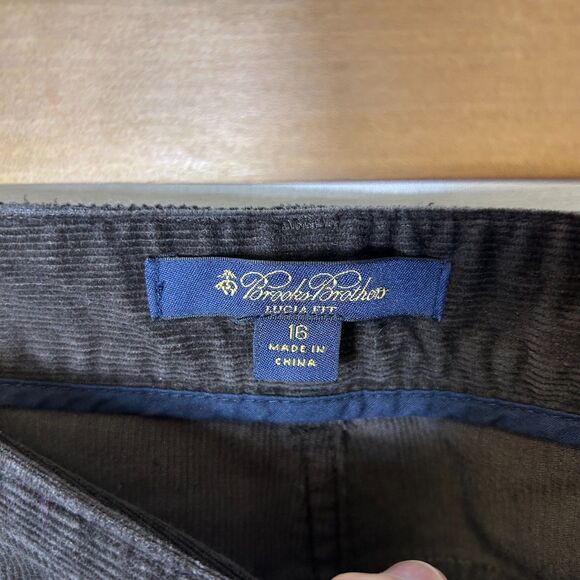 Brooks Brothers
LUCIA FIT
16
MADE IN
CHINA